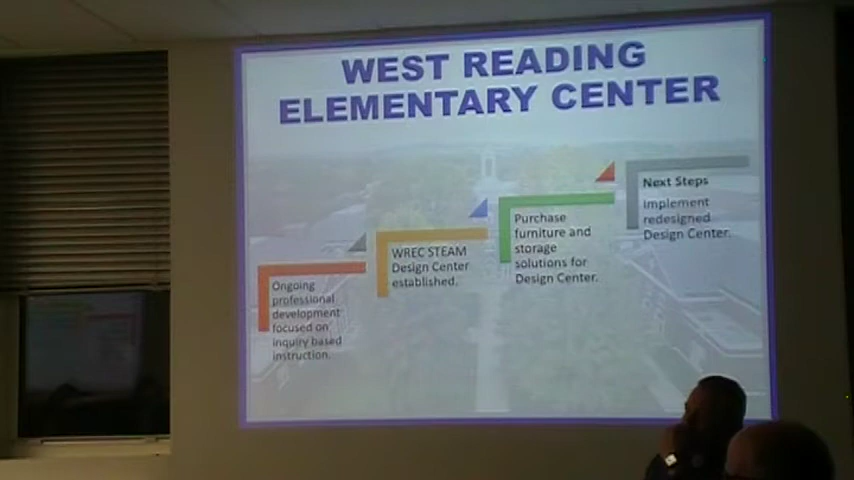 WEST READING
ELEMENTARY CENTER
Ongoing
professional
development
focused on
inquiry based
instruction.
WREC STEAM
Design Center
established.
Purchase
furniture and
storage
solutions for
Design Center.
Next Steps
Implement
redesigned
Design Center.